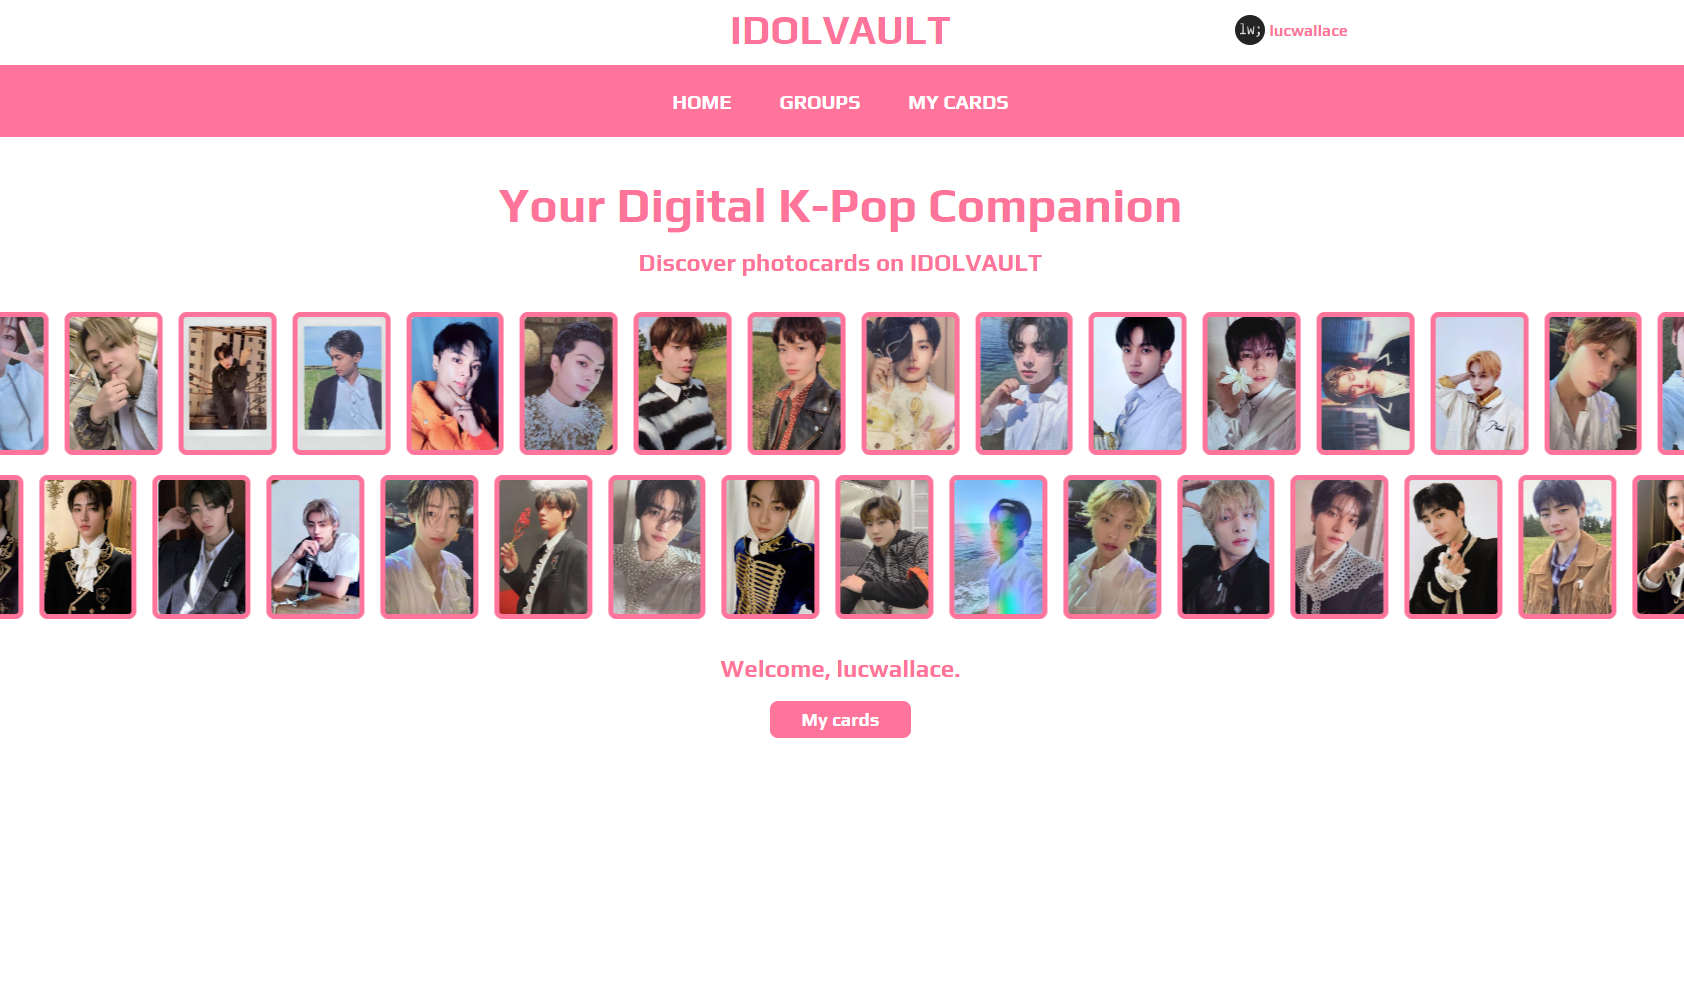 IDOLVAULT
lw; lucwallace
HOME GROUPS MY CARDS
Your Digital K-Pop Companion
Discover photocards on IDOLVAULT
Welcome, lucwallace.
My cards